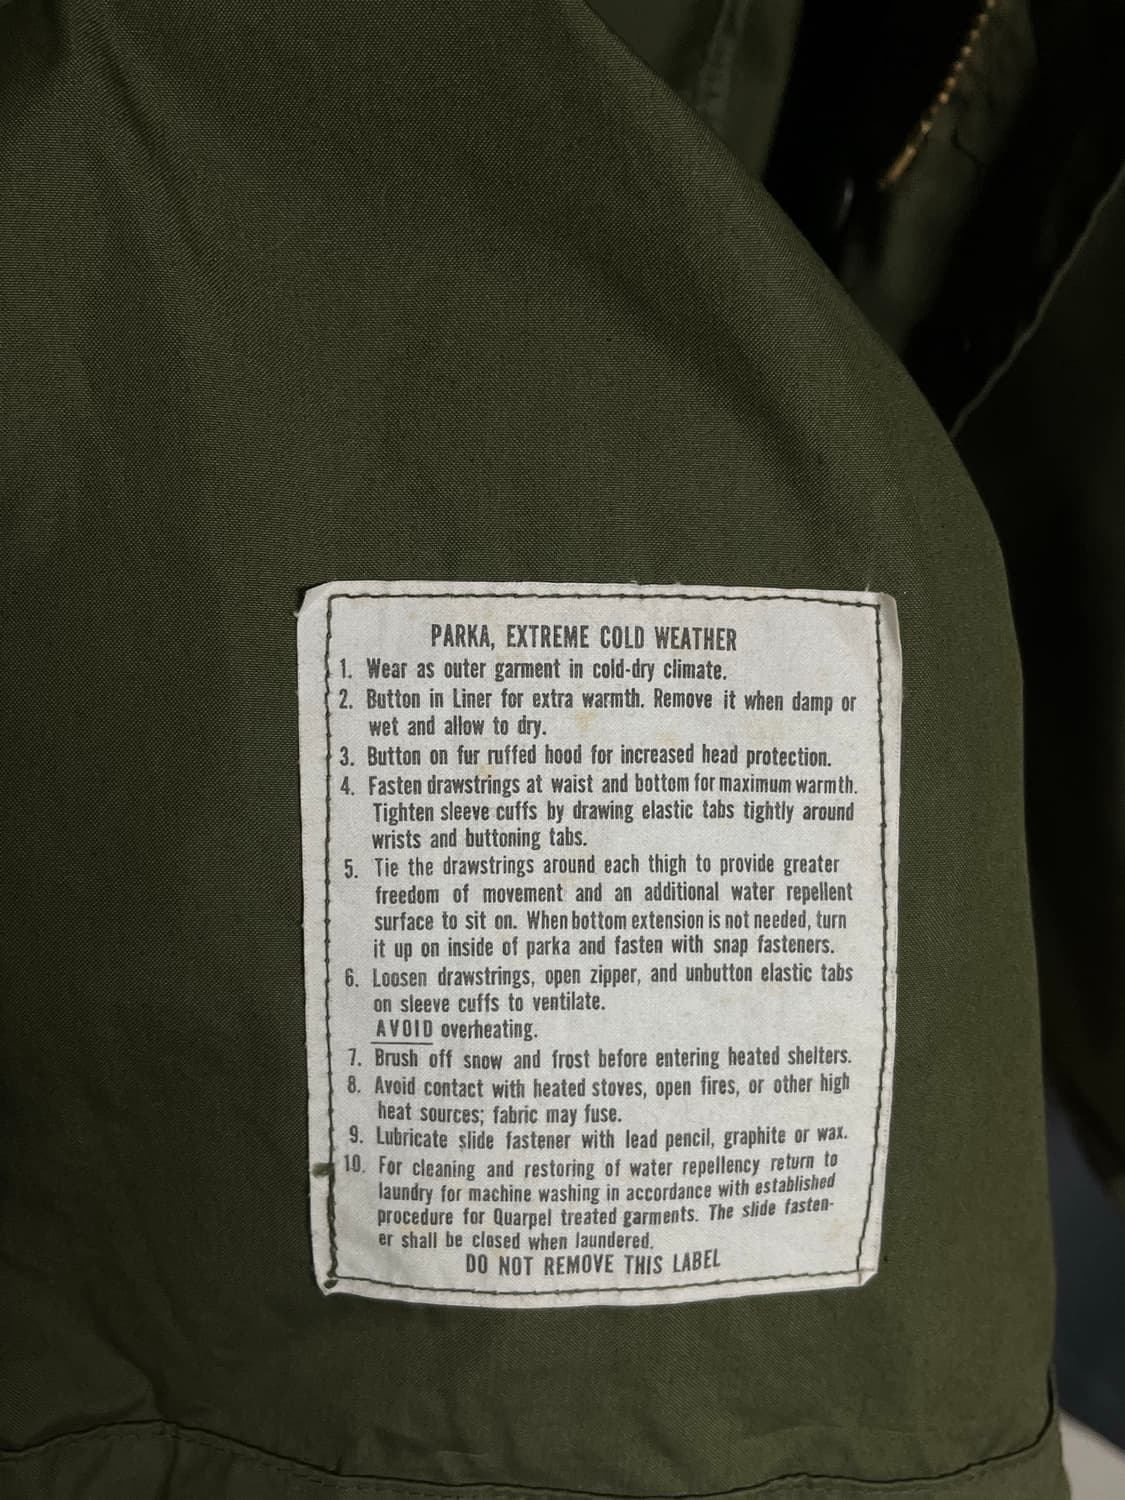 PARKA, EXTREME COLD WEATHER
1. Wear as outer garment in cold-dry climate.
2. Button in Liner for extra warmth. Remove it when damp or
wet and allow to dry.
3. Button on fur ruffed hood for increased head protection.
4. Fasten drawstrings at waist and bottom for maximum warmth.
Tighten sleeve cuffs by drawing elastic tabs tightly around
wrists and buttoning tabs.
5. Tie the drawstrings around each thigh to provide greater
freedom of movement and an additional water repellent
surface to sit on. When bottom extension is not needed, turn
it up on inside of parka and fasten with snap fasteners.
6. Loosen drawstrings, open zipper, and unbutton elastic tabs
on sleeve cuffs to ventilate.
AVOID overheating.
7. Brush off snow and frost before entering heated shelters.
8. Avoid contact with heated stoves, open fires, or other high
heat sources; fabric may fuse.
9. Lubricate slide fastener with lead pencil, graphite or wax.
10. For cleaning and restoring of water repellency return to
laundry for machine washing in accordance with established
procedure for Quarpel treated garments. The slide fasten-
er shall be closed when laundered.
DO NOT REMOVE THIS LABEL